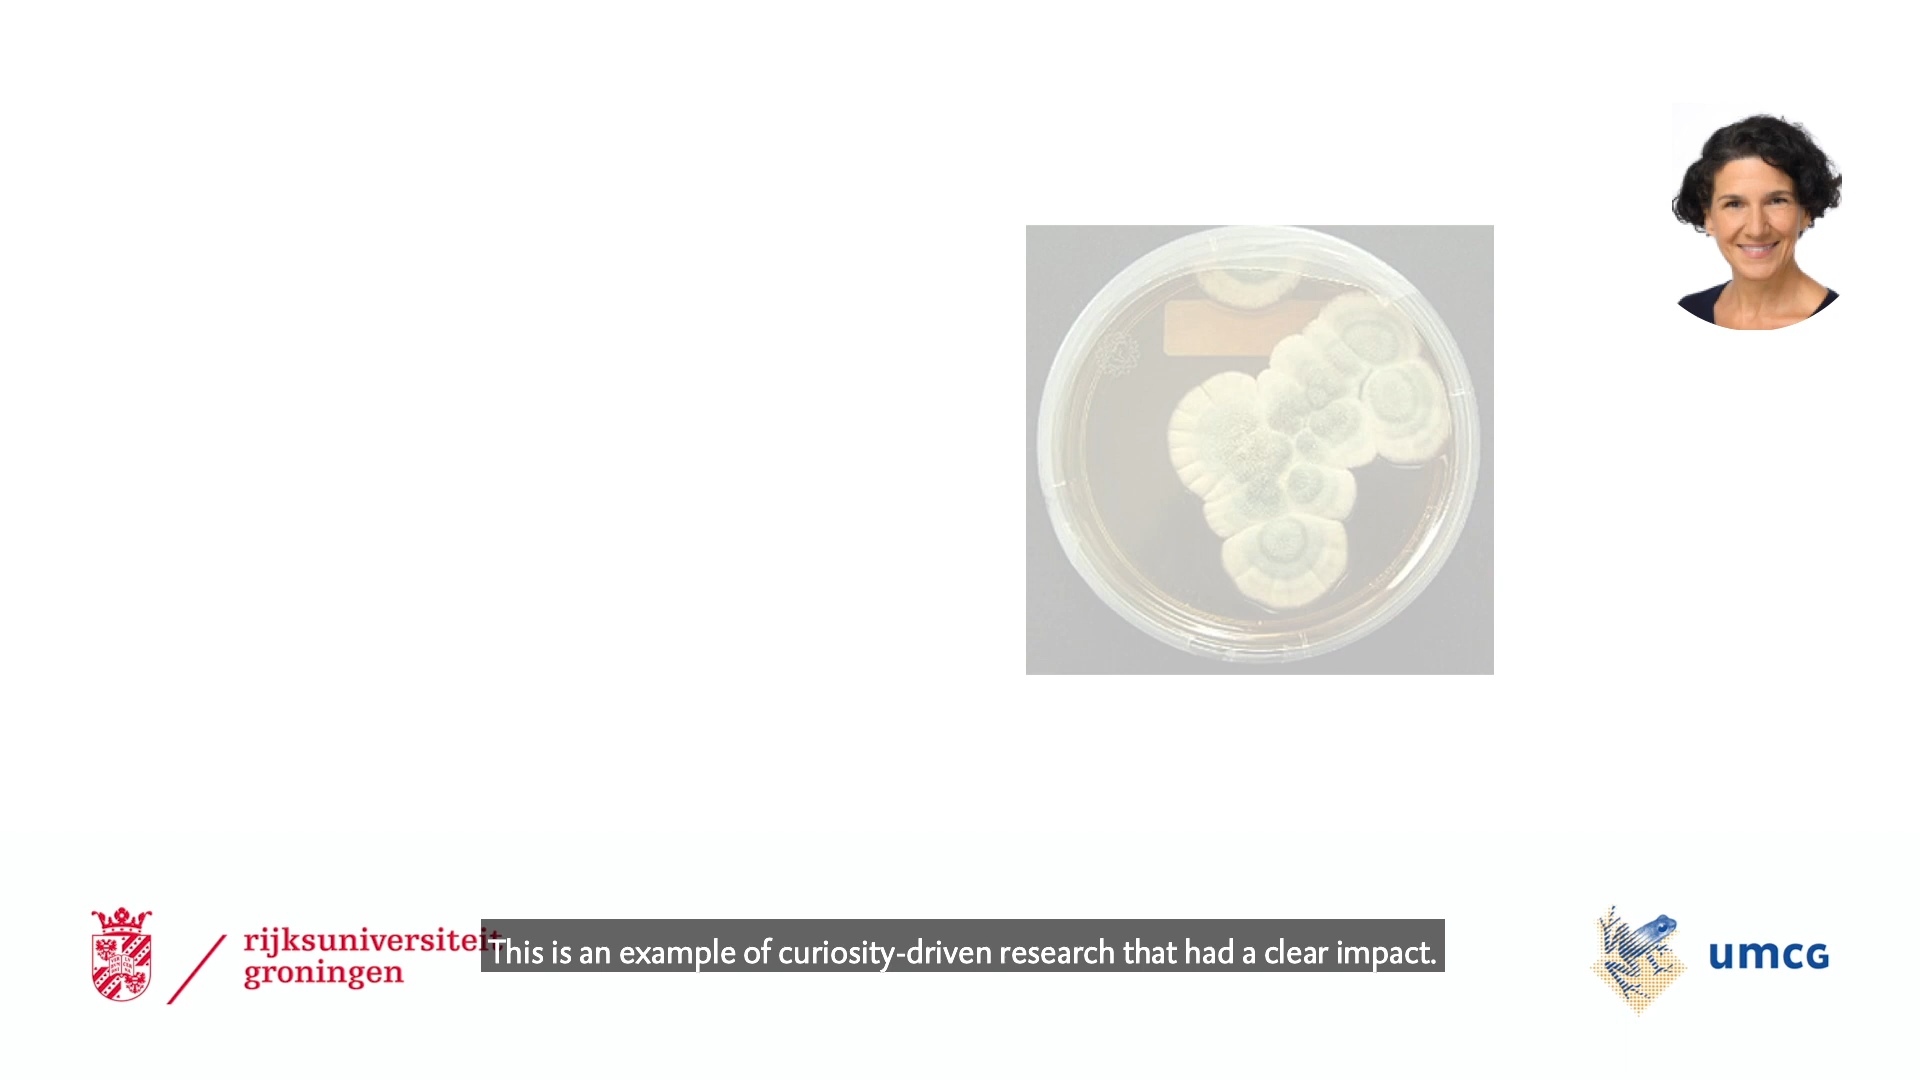 rijksuniversiteit
groningen
This is an example of curiosity-driven research that had a clear impact.
umcg